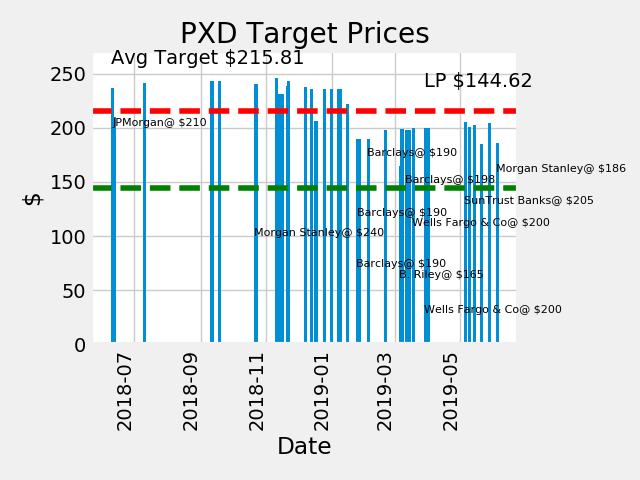 PXD Target Prices
Avg Target $215.81
LP $144.62
250
200
150
100
50
0
$
JPMorgan@ $210
Barclays@ $190
Morgan Stanley@ $186
Barclays@ $198
SunTrust Banks@ $205
Barclays@ $190
Wells Fargo & Co@ $200
Morgan Stanley@ $240
Barclays@ $190
B. Riley@ $165
Wells Fargo & Co@ $200
2018-07
2018-09
2018-11
2019-01
2019-03
2019-05
Date